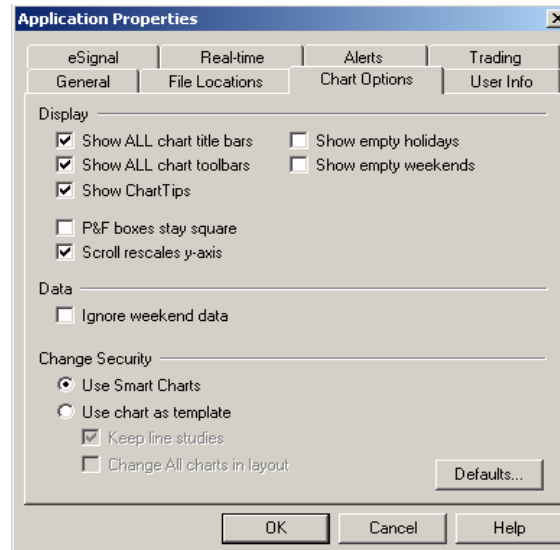 Application Properties
eSignal Real-time Alerts Trading
General File Locations Chart Options User Info
Display
Show ALL chart title bars Show empty holidays
Show ALL chart toolbars Show empty weekends
Show ChartTips
P&F boxes stay square
Scroll rescales y-axis
Data
Ignore weekend data
Change Security
Use Smart Charts
Use chart as template
Keep line studies
Change All charts in layout
Defaults...
OK Cancel Help